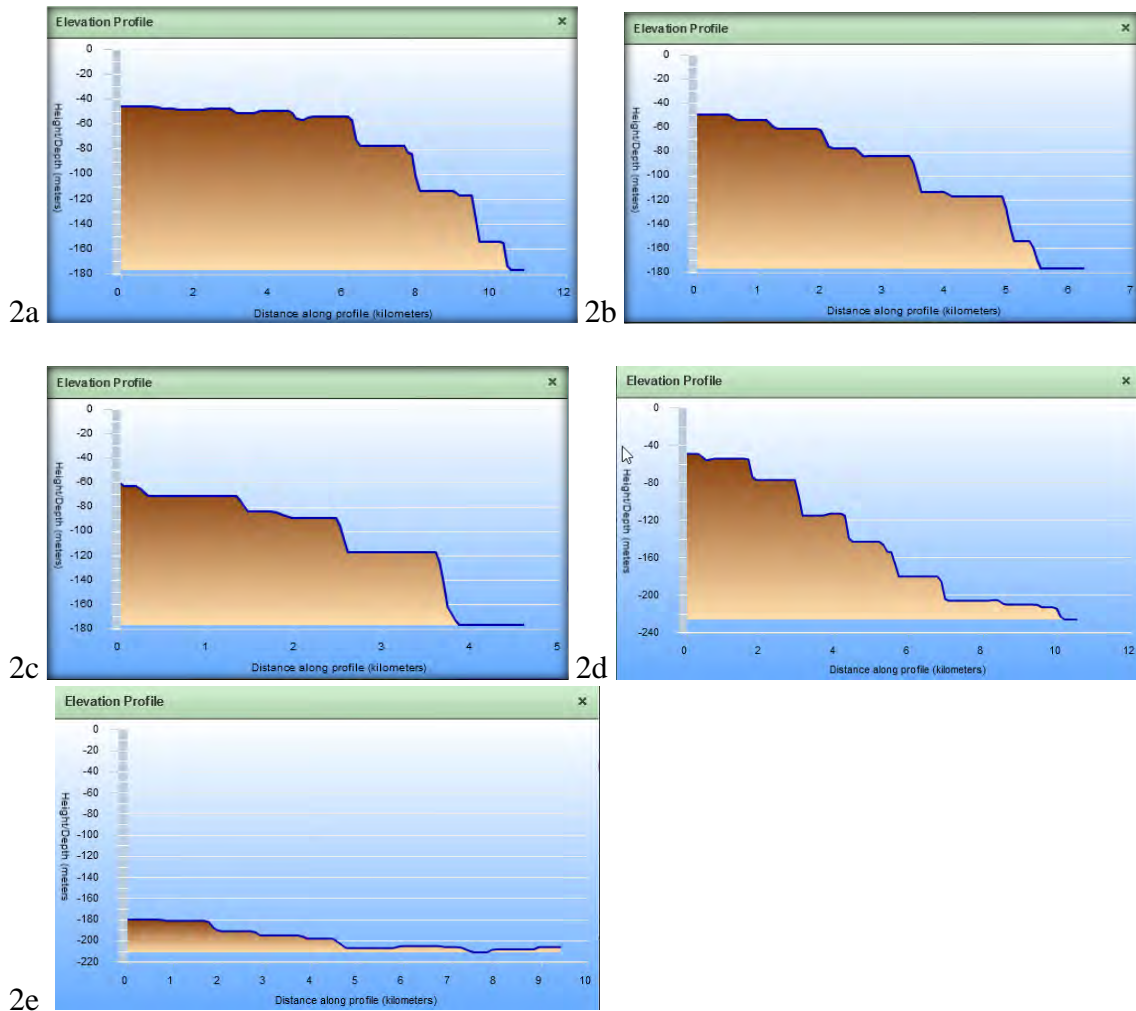 Elevation Profile ×
0
-20
-40
-60
-80
-100
-120
-140
-160
-180
Height/Depth (meters)
0 2 4 6 8 10 12
Distance along profile (kilometers)
2a
Elevation Profile ×
0
-20
-40
-60
-80
-100
-120
-140
-160
-180
Height/Depth (meters)
0 1 2 3 4 5 6 7
Distance along profile (kilometers)
2b
Elevation Profile ×
0
-20
-40
-60
-80
-100
-120
-140
-160
-180
Height/Depth (meters)
0 1 2 3 4 5
Distance along profile (kilometers)
2c
Elevation Profile ×
0
-40
-80
-120
-160
-200
-240
Height/Depth (meters
0 2 4 6 8 10 12
Distance along profile (kilometers)
2d
Elevation Profile ×
0
-20
-40
-60
-80
-100
-120
-140
-160
-180
-200
-220
Height/Depth (meters
0 1 2 3 4 5 6 7 8 9 10
Distance along profile (kilometers)
2e